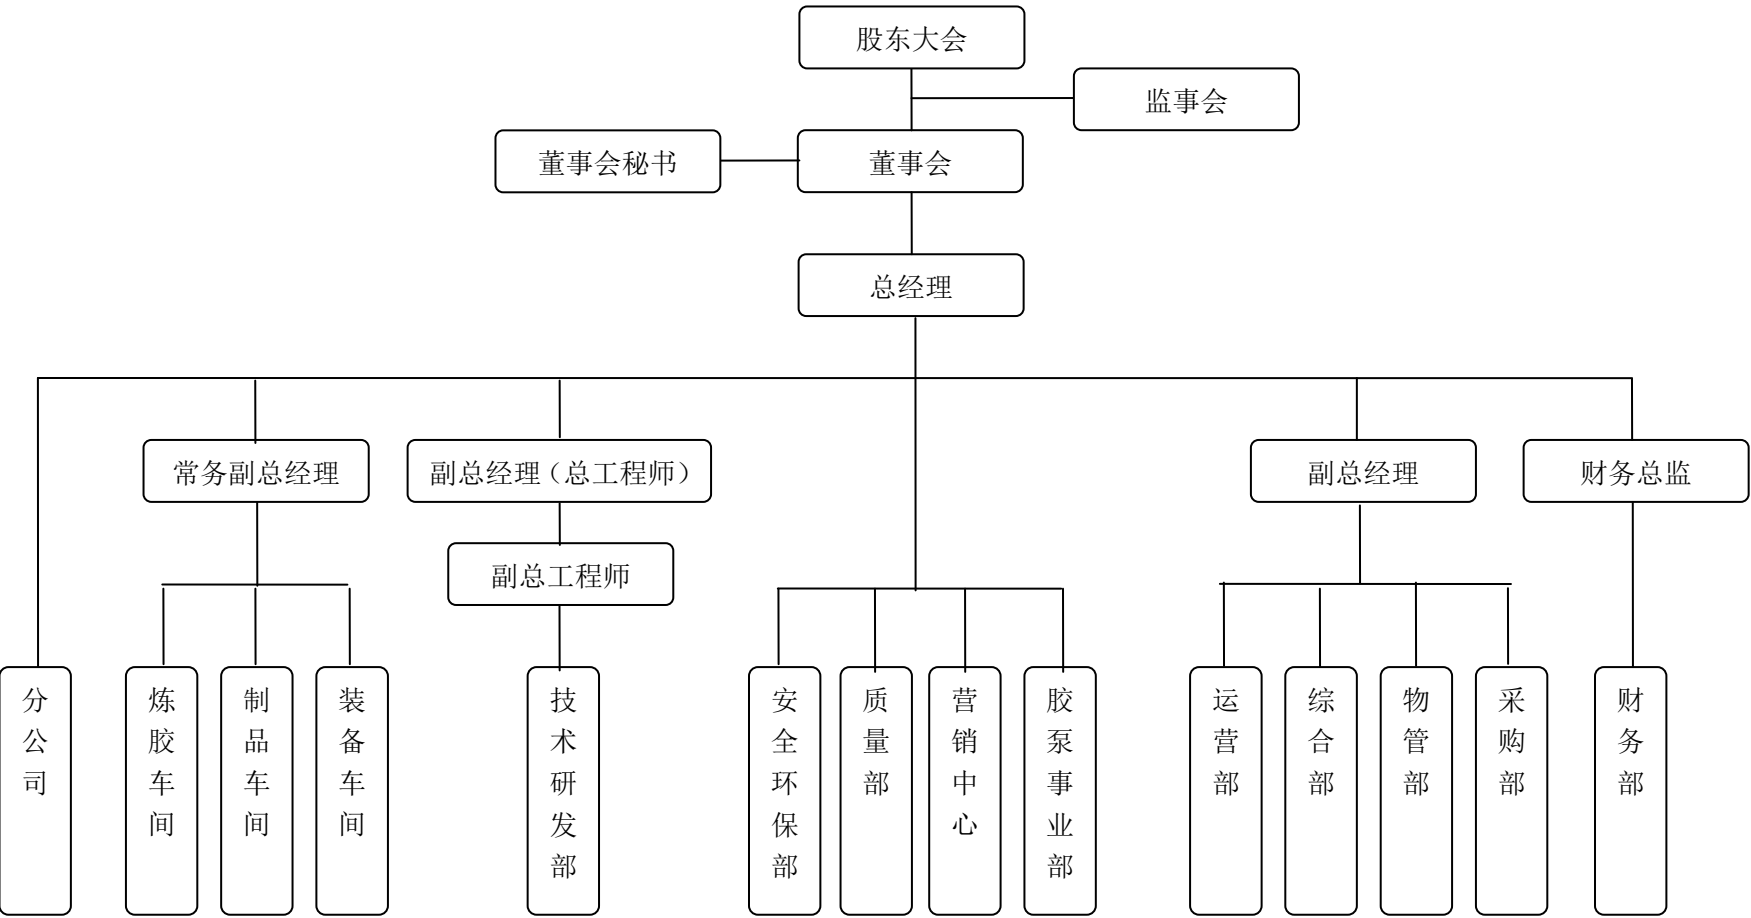 股东大会
监事会
董事会秘书
董事会
总经理
常务副总经理
副总经理（总工程师）
副总经理
财务总监
副总工程师
分公司
炼胶车间
制品车间
装备车间
技术研发部
安全环保部
质量部
营销中心
胶泵事业部
运营部
综合部
物管部
采购部
财务部